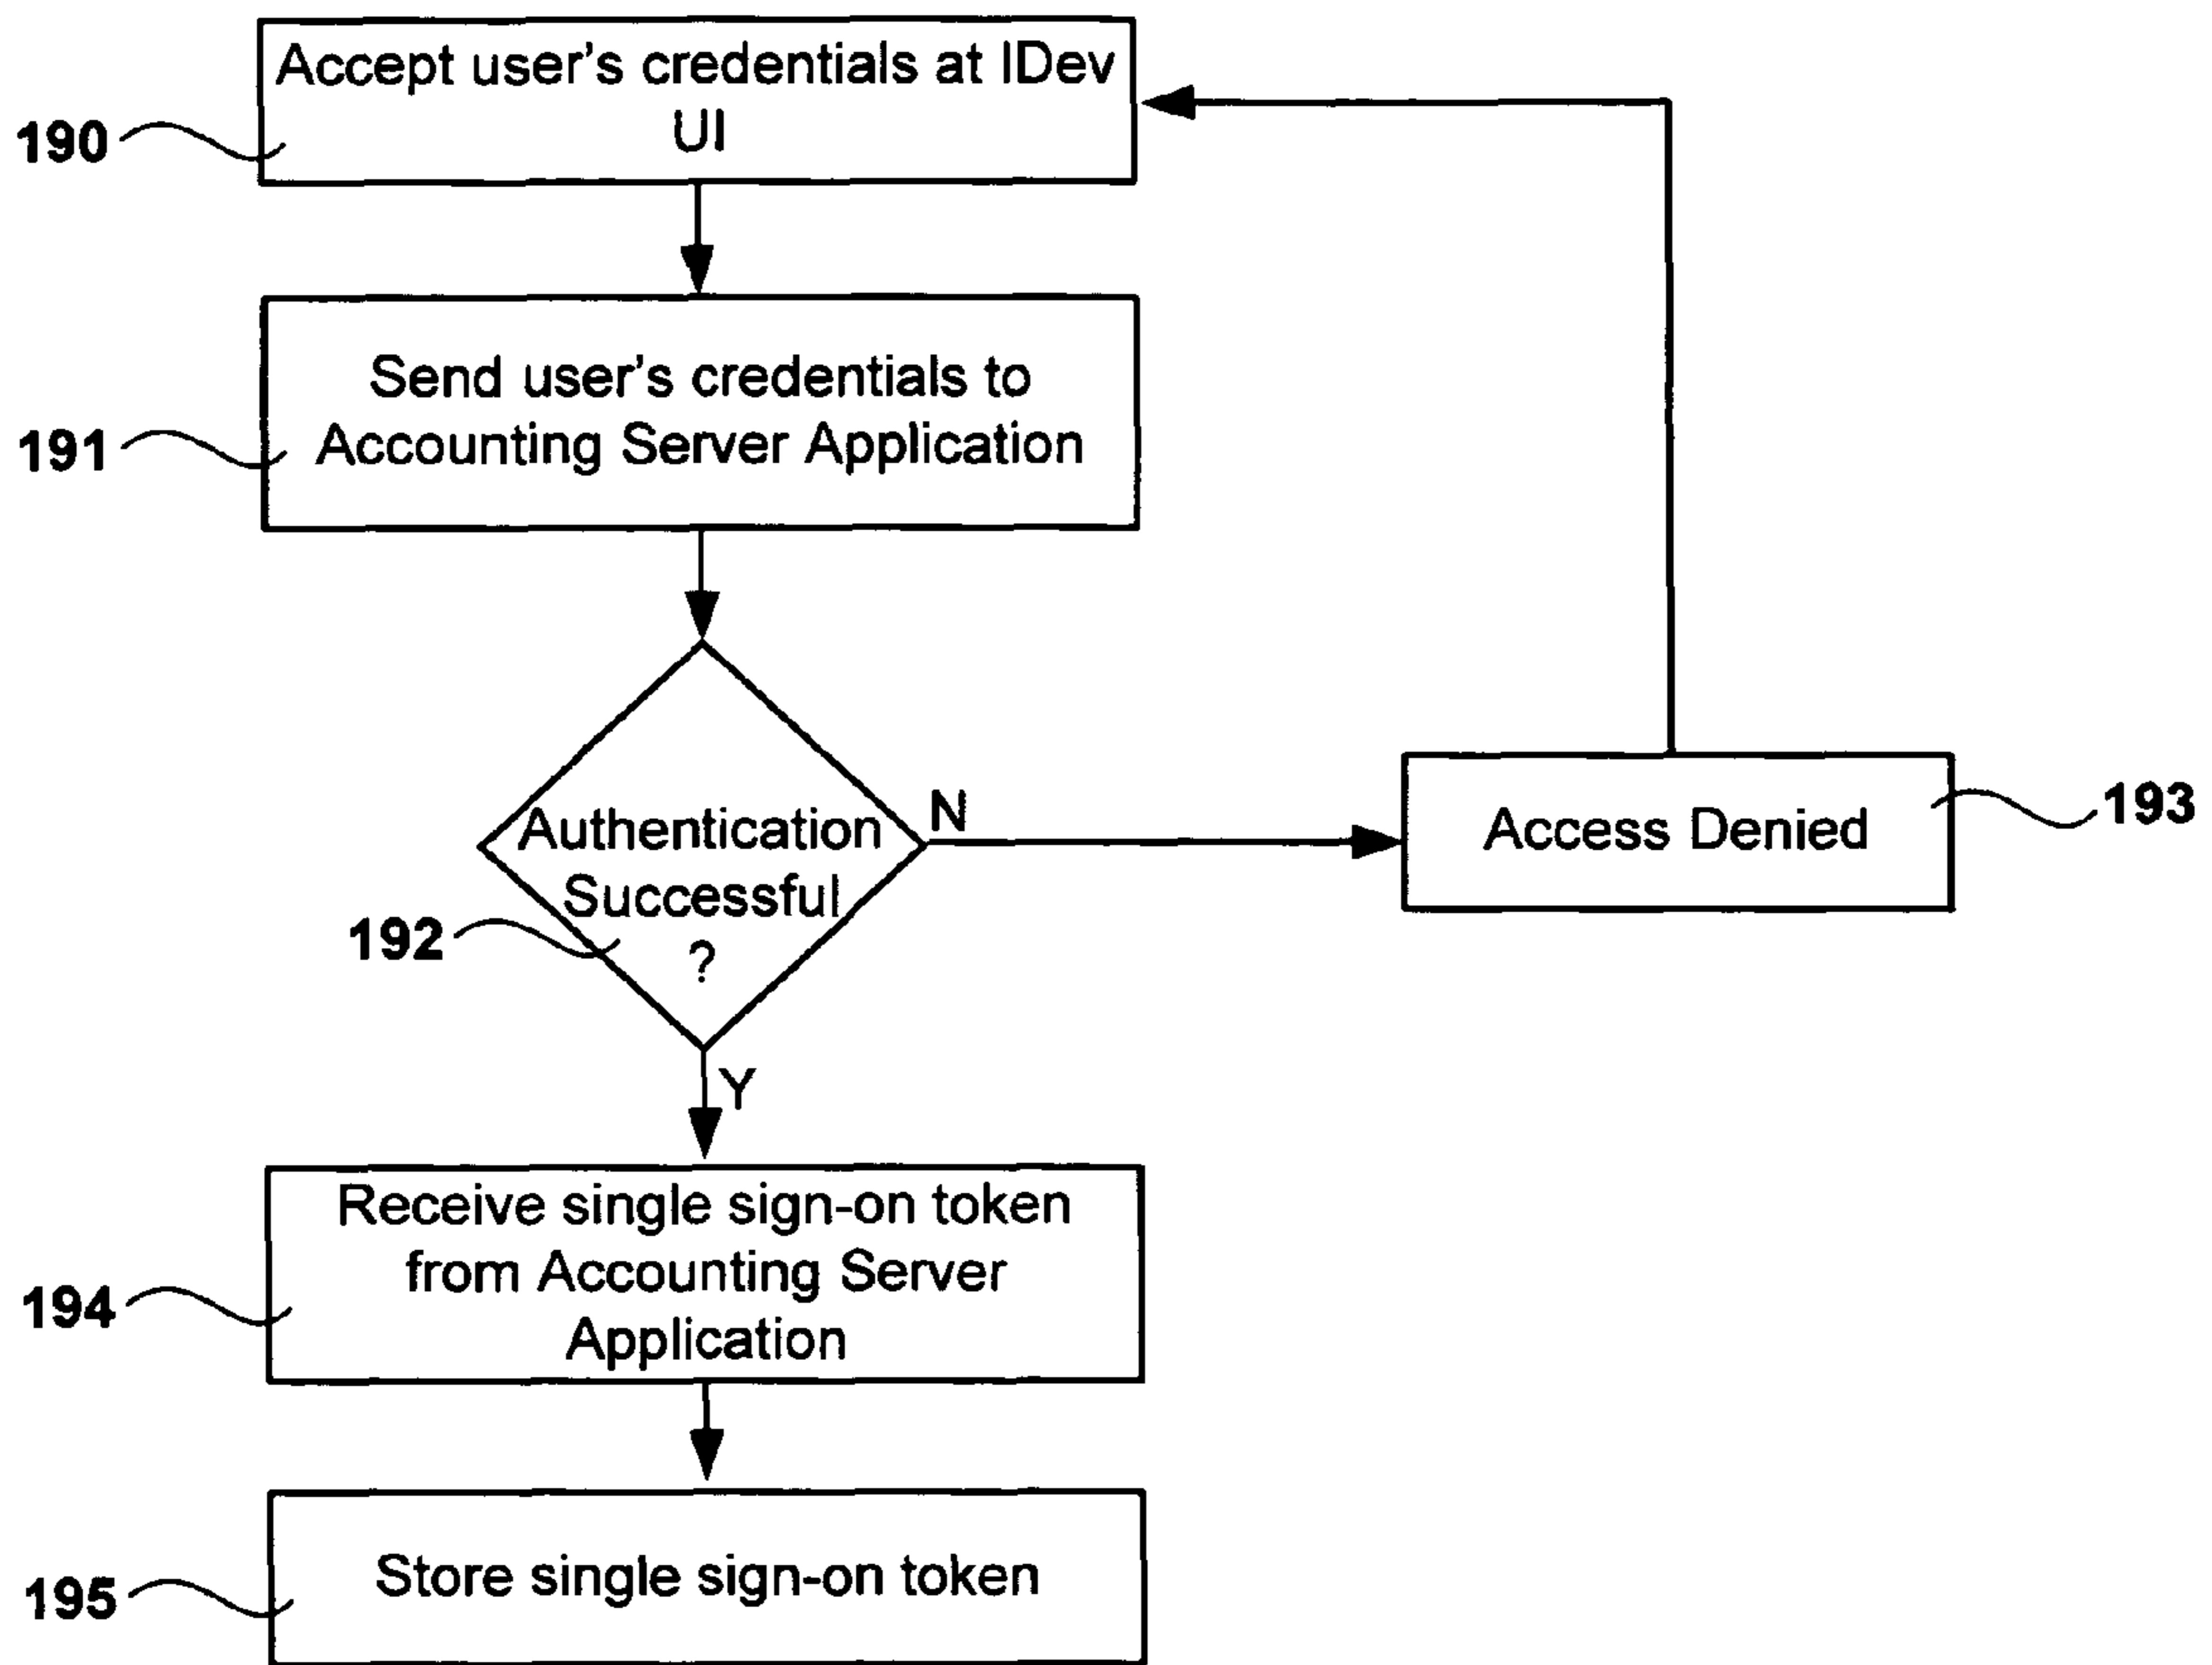 Accept user's credentials at IDev
UI
190
Send user's credentials to
Accounting Server Application
191
Authentication
Successful
?
192
N
Access Denied
193
Y
Receive single sign-on token
from Accounting Server
Application
194
Store single sign-on token
195